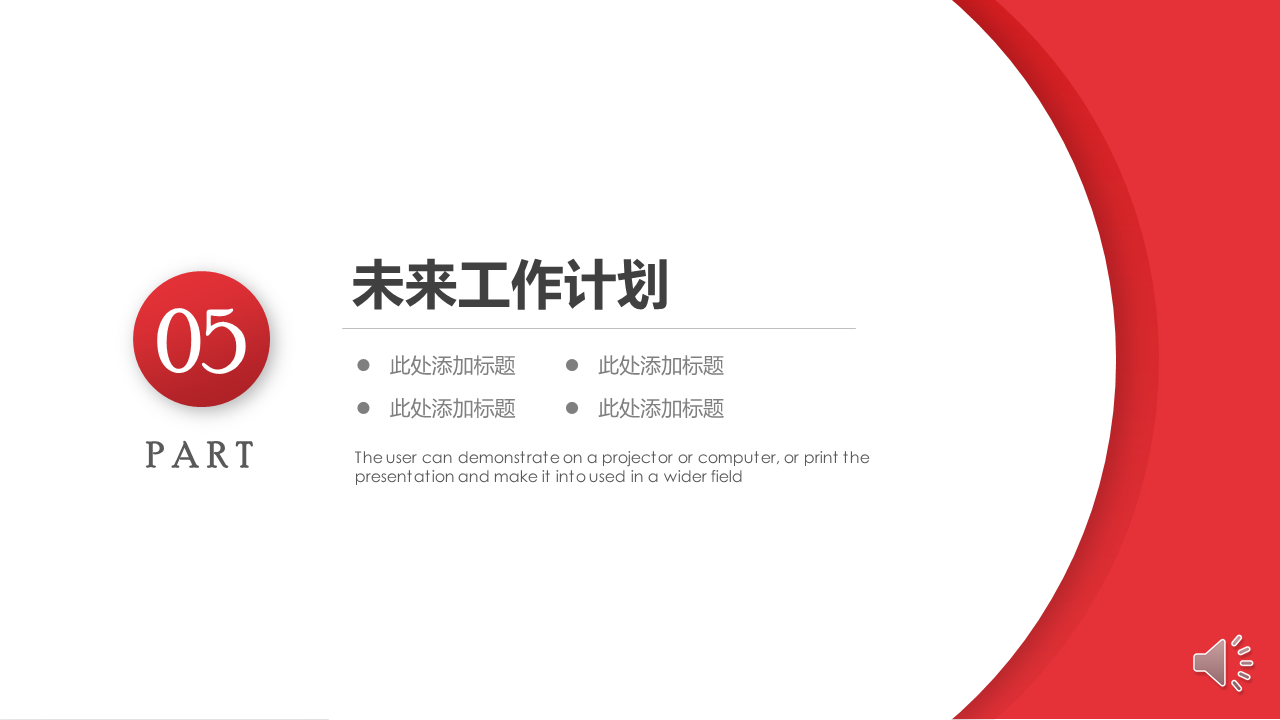 05
PART
未来工作计划
此处添加标题 此处添加标题
此处添加标题 此处添加标题
The user can demonstrate on a projector or computer, or print the
presentation and make it into used in a wider field